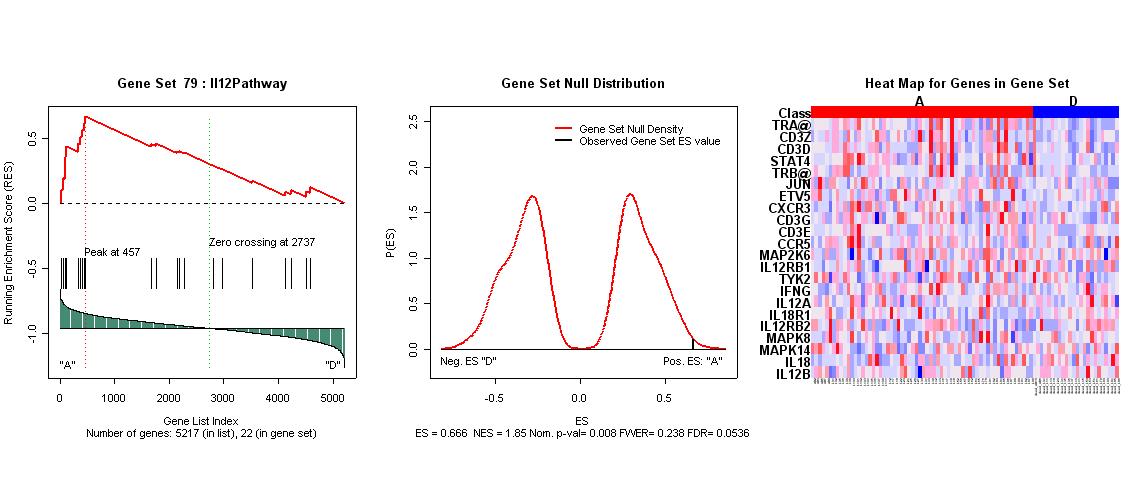 Gene Set 79 : Il12Pathway
Running Enrichment Score (RES)
0.5
0.0
-0.5
-1.0
Peak at 457
Zero crossing at 2737
"A"
"D"
0 1000 2000 3000 4000 5000
Gene List Index
Number of genes: 5217 (in list), 22 (in gene set)
Gene Set Null Distribution
P(ES)
2.5
2.0
1.5
1.0
0.5
0.0
Gene Set Null Density
Observed Gene Set ES value
Neg. ES "D"
Pos. ES: "A"
-0.5 0.0 0.5
ES
ES = 0.666 NES = 1.85 Nom. p-val= 0.008 FWER= 0.238 FDR= 0.0536
Heat Map for Genes in Gene Set
A D
Class
TRA@
CD3Z
CD3D
STAT4
TRB@
JUN
ETV5
CXCR3
CD3G
CD3E
CCR5
MAP2K6
IL12RB1
TYK2
IFNG
IL12A
IL18R1
IL12RB2
MAPK8
MAPK14
IL18
IL12B